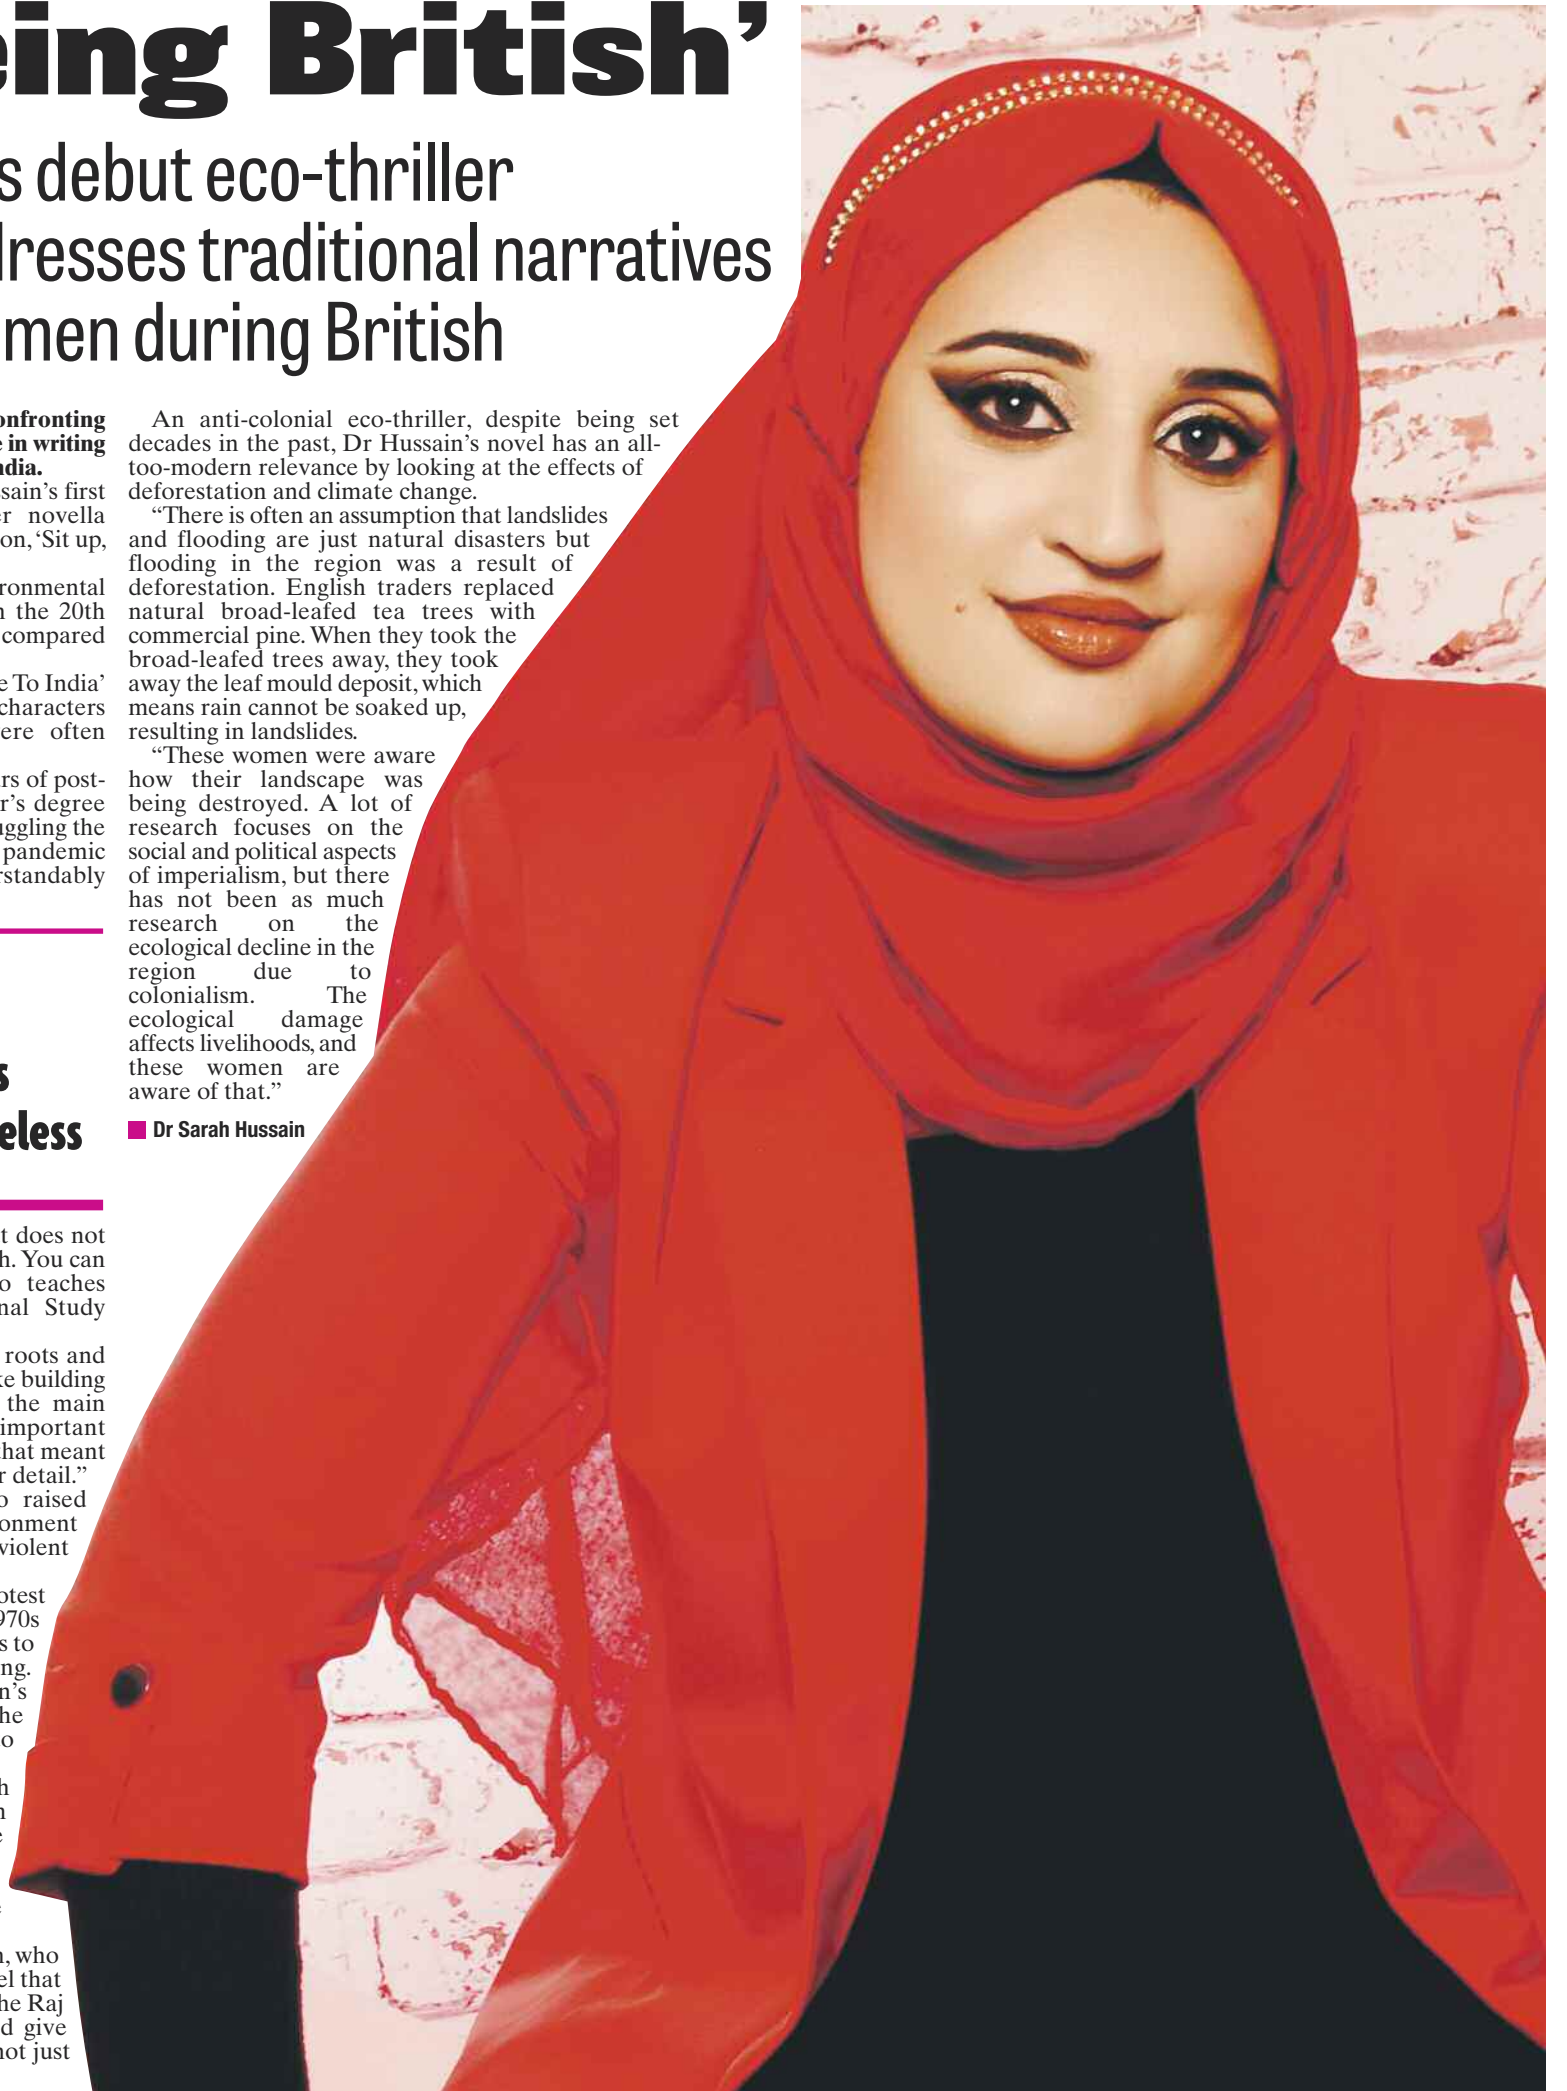 eing British’
s debut eco-thriller
dresses traditional narratives
men during British
onfronting
e in writing
ndia.
sain’s first
er novella
on, ‘Sit up,
ronmental
n the 20th
compared
e To India’
characters
ere often
rs of post-
r’s degree
uggling the
pandemic
rstandably
s
eless
t does not
h. You can
o teaches
nal Study
roots and
ke building
the main
important
that meant
r detail.”
o raised
onment
violent
otest
970s
s to
ng.
n’s
he
o
h
n
e
n, who
el that
he Raj
d give
not just
An anti-colonial eco-thriller, despite being set
decades in the past, Dr Hussain’s novel has an all-
too-modern relevance by looking at the effects of
deforestation and climate change.
“There is often an assumption that landslides
and flooding are just natural disasters but
flooding in the region was a result of
deforestation. English traders replaced
natural broad-leafed tea trees with
commercial pine. When they took the
broad-leafed trees away, they took
away the leaf mould deposit, which
means rain cannot be soaked up,
resulting in landslides.
“These women were aware
how their landscape was
being destroyed. A lot of
research focuses on the
social and political aspects
of imperialism, but there
has not been as much
research on the
ecological decline in the
region due to
colonialism. The
ecological damage
affects livelihoods, and
these women are
aware of that.”
Dr Sarah Hussain